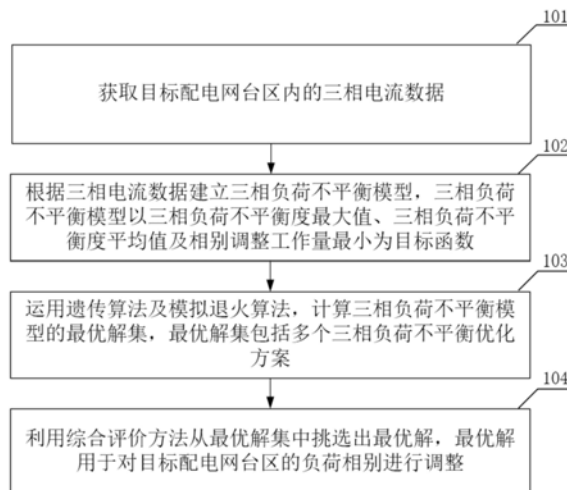 101
获取目标配电网台区内的三相电流数据
102
根据三相电流数据建立三相负荷不平衡模型，三相负荷
不平衡模型以三相负荷不平衡度最大值、三相负荷不平
衡度平均值及相别调整工作量最小为目标函数
103
运用遗传算法及模拟退火算法，计算三相负荷不平衡模
型的最优解集，最优解集包括多个三相负荷不平衡优化
方案
104
利用综合评价方法从最优解集中挑选出最优解，最优解
用于对目标配电网台区的负荷相别进行调整